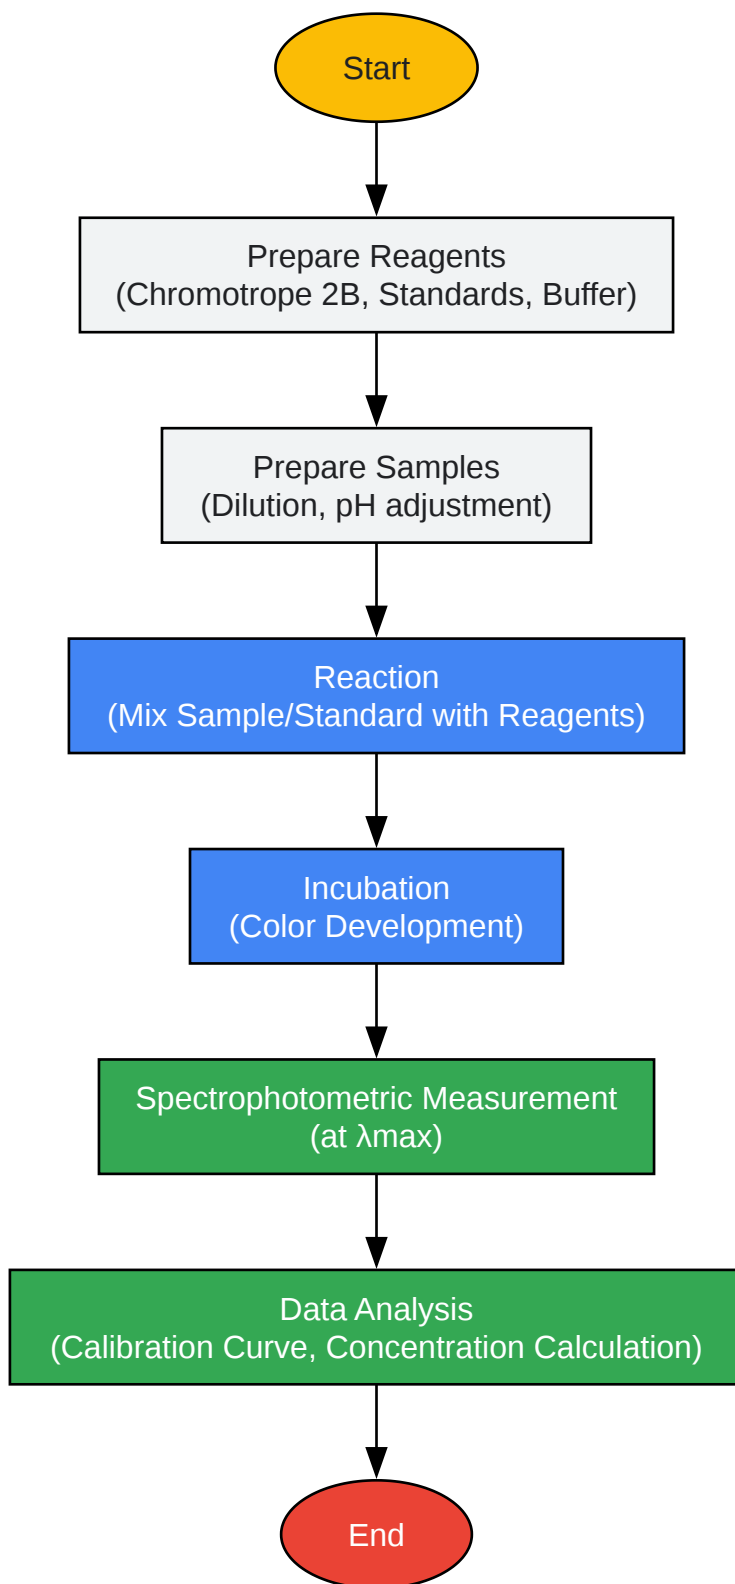 Start
Prepare Reagents
(Chromotrope 2B, Standards, Buffer)
Prepare Samples
(Dilution, pH adjustment)
Reaction
(Mix Sample/Standard with Reagents)
Incubation
(Color Development)
Spectrophotometric Measurement
(at λmax)
Data Analysis
(Calibration Curve, Concentration Calculation)
End